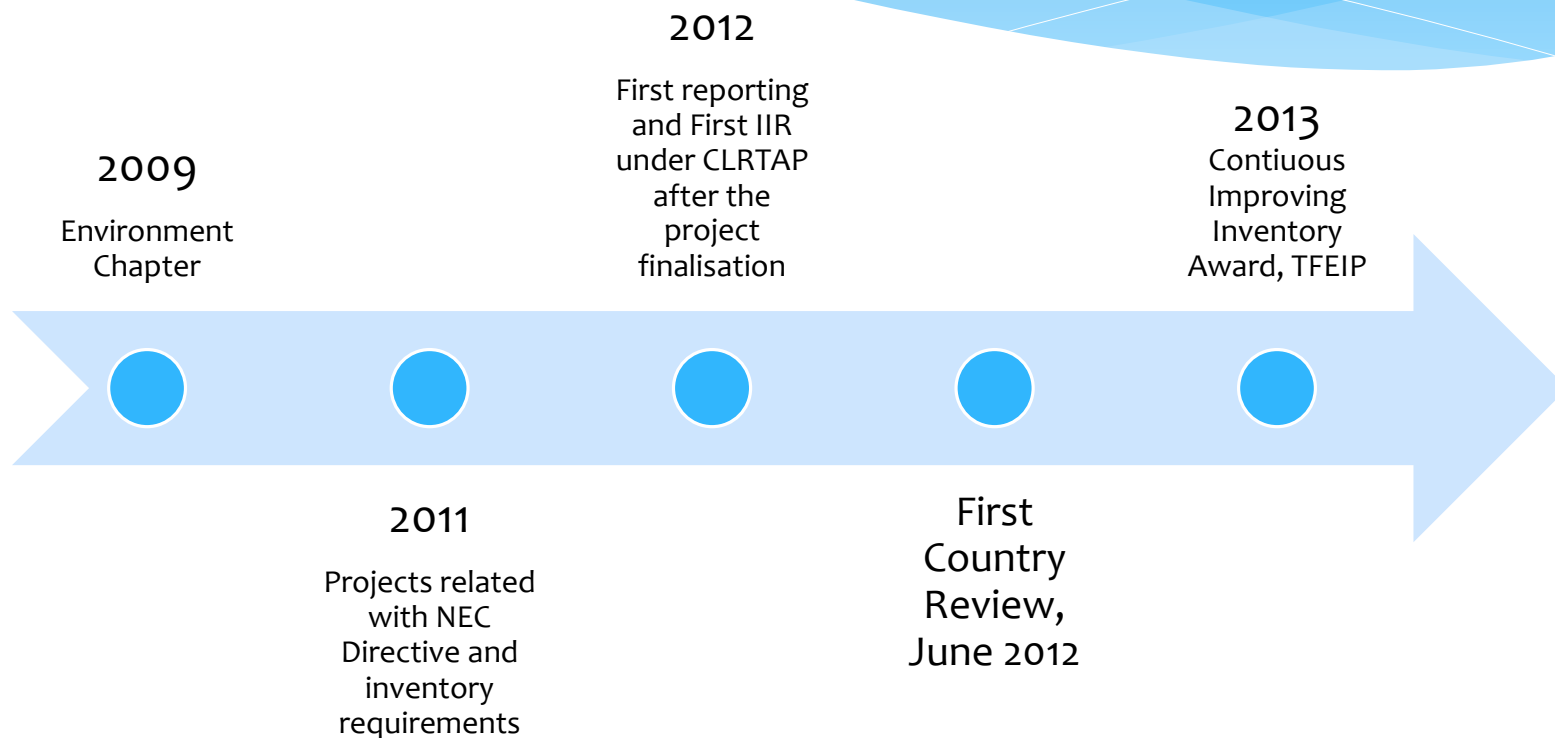 2009
Environment
Chapter
2011
Projects related
with NEC
Directive and
inventory
requirements
2012
First reporting
and First IIR
under CLRTAP
after the
project
finalisation
First
Country
Review,
June 2012
2013
Contiuous
Improving
Inventory
Award, TFEIP